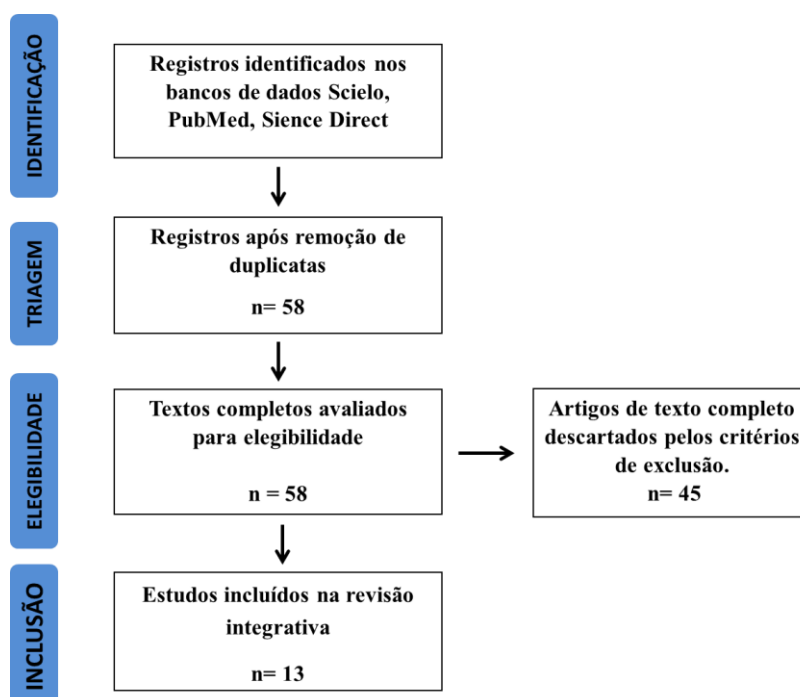 IDENTIFICAÇÃO
Registros identificados nos
bancos de dados Scielo,
PubMed, Sience Direct
TRIAGEM
Registros após remoção de
duplicatas
n= 58
ELEGIBILIDADE
Textos completos avaliados
para elegibilidade
n = 58
Artigos de texto completo
descartados pelos critérios
de exclusão.
n= 45
INCLUSÃO
Estudos incluídos na revisão
integrativa
n= 13